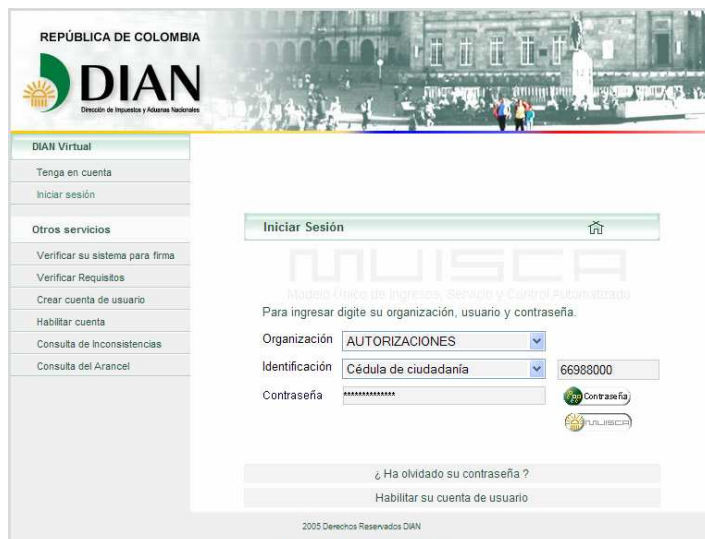 REPÚBLICA DE COLOMBIA
DIAN
Dirección de Impuestos y Aduanas Nacionales
DIAN Virtual
Tenga en cuenta
Iniciar sesión
Otros servicios
Verificar su sistema para firma
Verificar Requisitos
Crear cuenta de usuario
Habilitar cuenta
Consulta de Inconsistencias
Consulta del Arancel
Iniciar Sesión
MUISCA
Modelo Único de Ingresos, Servicio y Control Automatizado
Para ingresar digite su organización, usuario y contraseña.
Organización AUTORIZACIONES
Identificación Cédula de ciudadanía 66988000
Contraseña ************** Contraseña
MUISCA
¿ Ha olvidado su contraseña ?
Habilitar su cuenta de usuario
2005 Derechos Reservados DIAN